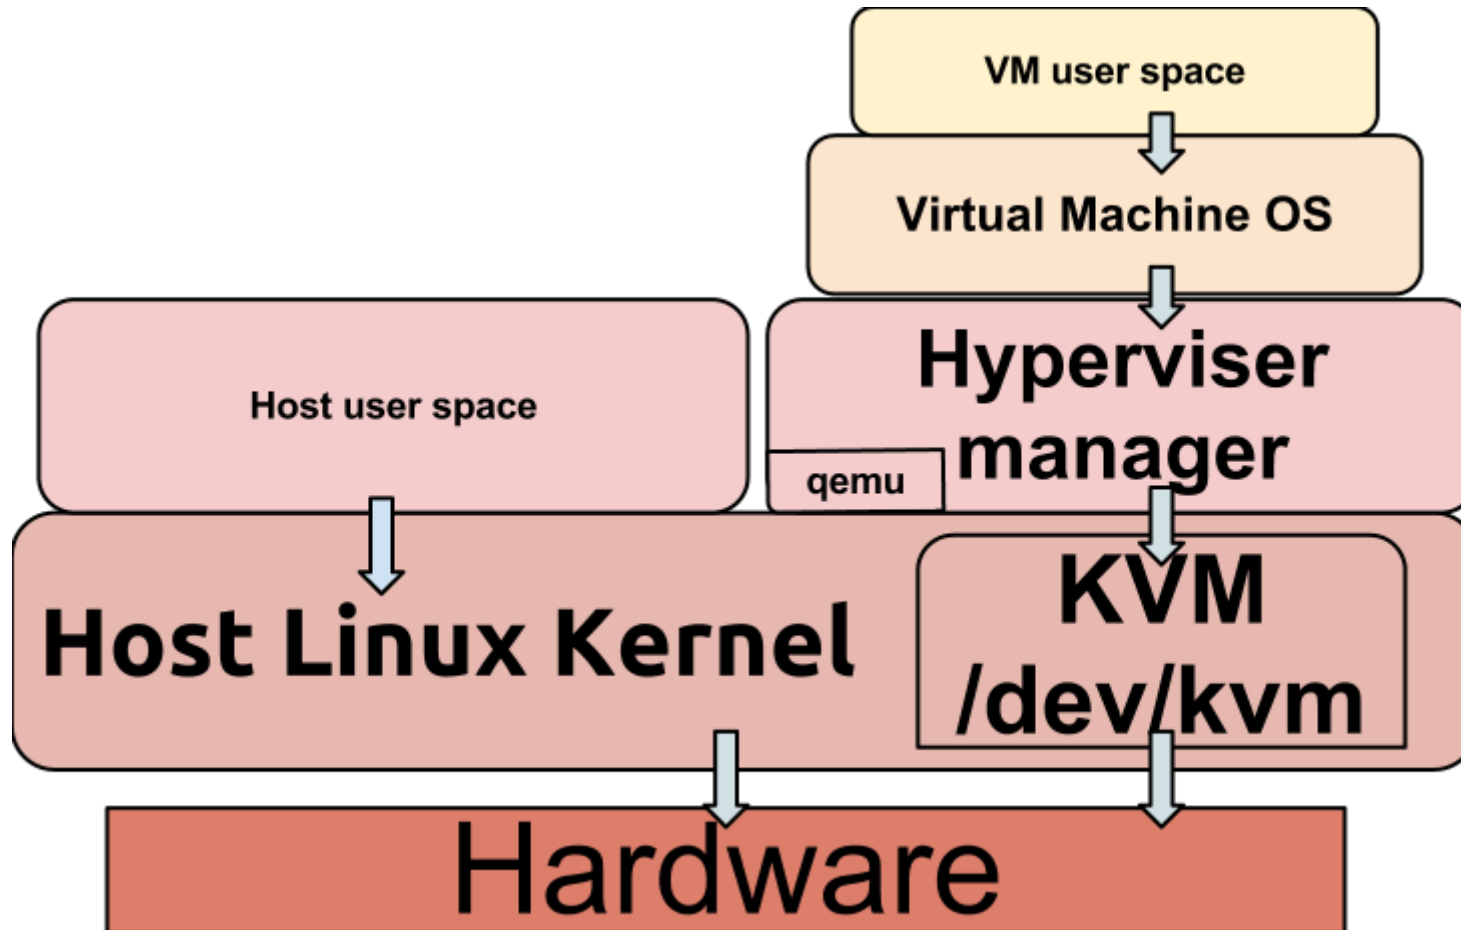 VM user space
Virtual Machine OS
Host user space
Hyperviser
manager
qemu
Host Linux Kernel
KVM
/dev/kvm
Hardware